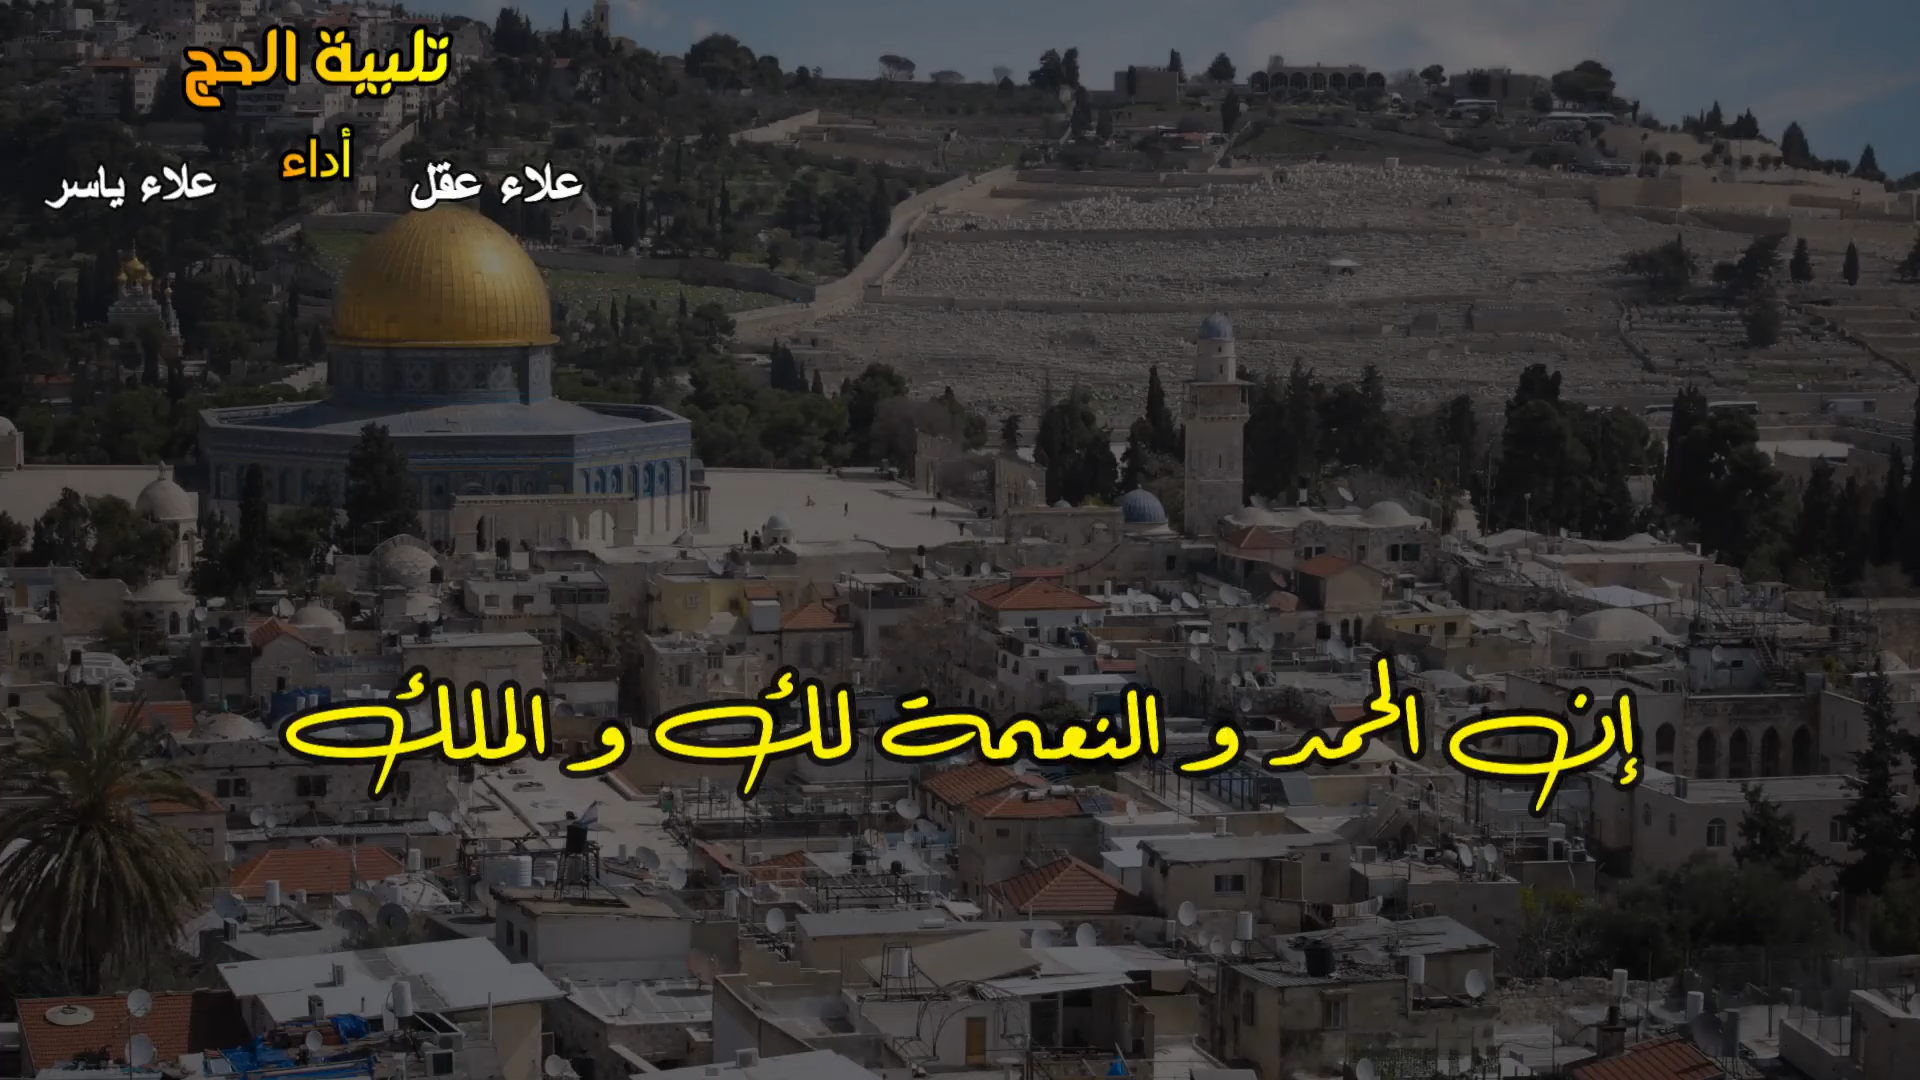 تلبية الحج
أداء
علاء عقل
علاء ياسر
إن الحمد و النعمة لك و الملك